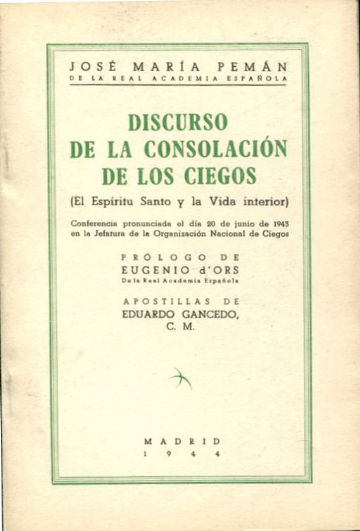 JOSÉ MARÍA PEMÁN
DE LA REAL ACADEMIA ESPAÑOLA
DISCURSO
DE LA CONSOLACIÓN
DE LOS CIEGOS
(El Espíritu Santo y la Vida interior)
Conferencia pronunciada el día 20 de junio de 1943
en la Jefatura de la Organización Nacional de Ciegos
PRÓLOGO DE
EUGENIO d'ORS
De la Real Academia Española
APOSTILLAS DE
EDUARDO GANCEDO,
C. M.
MADRID
1944